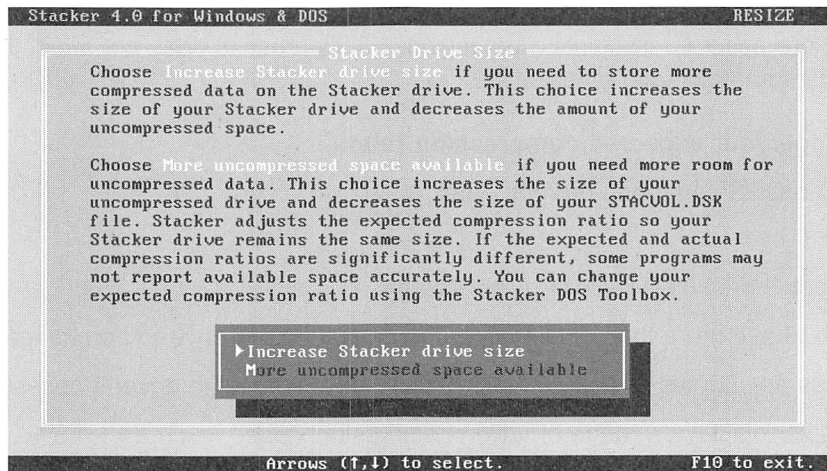 Stacker 4.0 for Windows & DOS RESIZE
Stacker Drive Size
Choose Increase Stacker drive size if you need to store more
compressed data on the Stacker drive. This choice increases the
size of your Stacker drive and decreases the amount of your
uncompressed space.
Choose More uncompressed space available if you need more room for
uncompressed data. This choice increases the size of your
uncompressed drive and decreases the size of your STACVOL.DSK
file. Stacker adjusts the expected compression ratio so your
Stacker drive remains the same size. If the expected and actual
compression ratios are significantly different, some programs may
not report available space accurately. You can change your
expected compression ratio using the Stacker DOS Toolbox.
▶Increase Stacker drive size
More uncompressed space available
Arrows (↑,↓) to select. F10 to exit.